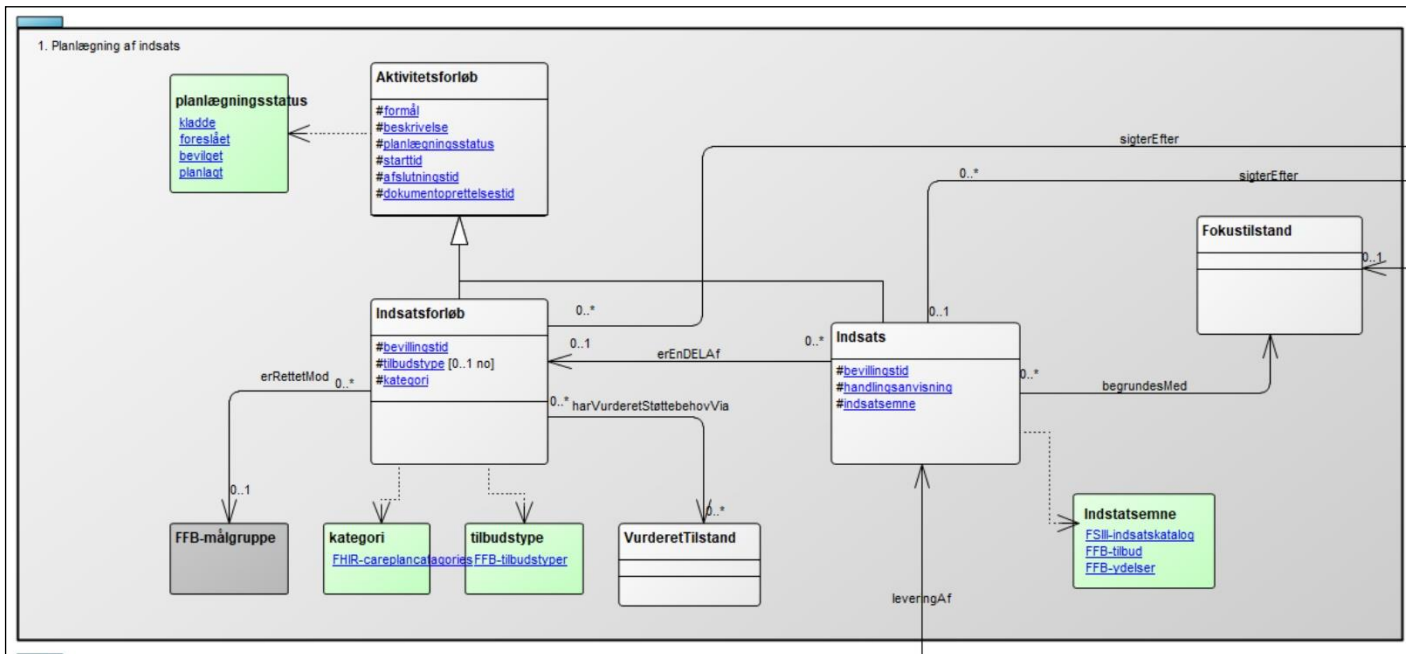 1. Planlægning af indsats
planlægningsstatus
kladde
foreslået
bevilget
planlagt
Aktivitetsforløb
#formål
#beskrivelse
#planlægningsstatus
#starttid
#afslutningstid
#dokumentoprettelsestid
sigterEfter
0..*
sigterEfter
Fokustilstand
0..1
Indsatsforløb
#bevillingstid
#tilbudstype [0..1 no]
#kategori
0..*
0..1
erEnDELAf
0..*
0..1
Indsats
#bevillingstid
#handlingsanvisning
#indsatsemne
0..*
begrundesMed
erRettetMod
0..*
0..*
harVurderetStøttebehovVia
0..1
0..*
FFB-målgruppe
kategori
FHIR-careplancatagories
tilbudstype
FFB-tilbudstyper
VurderetTilstand
Indstatsemne
FSIII-indsatskatalog
FFB-tilbud
FFB-ydelser
leveringAf